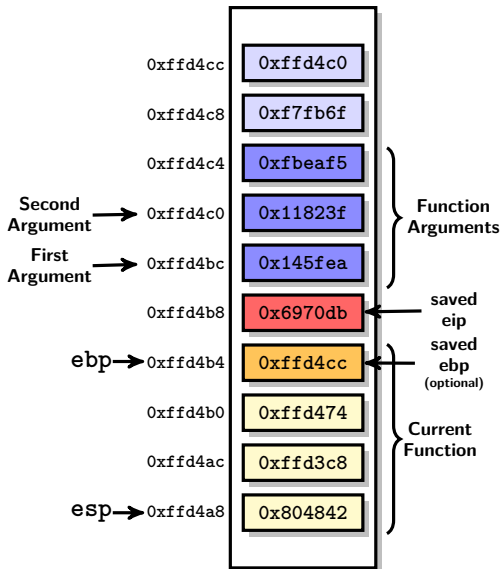 0xffd4cc 0xffd4c0
0xffd4c8 0xf7fb6f
0xffd4c4 0xfbeaf5
Second
Argument
0xffd4c0 0x11823f
Function
Arguments
First
Argument
0xffd4bc 0x145fea
0xffd4b8 0x6970db
saved
eip
ebp 0xffd4b4 0xffd4cc
saved
ebp
(optional)
0xffd4b0 0xffd474
Current
Function
0xffd4ac 0xffd3c8
esp 0xffd4a8 0x804842